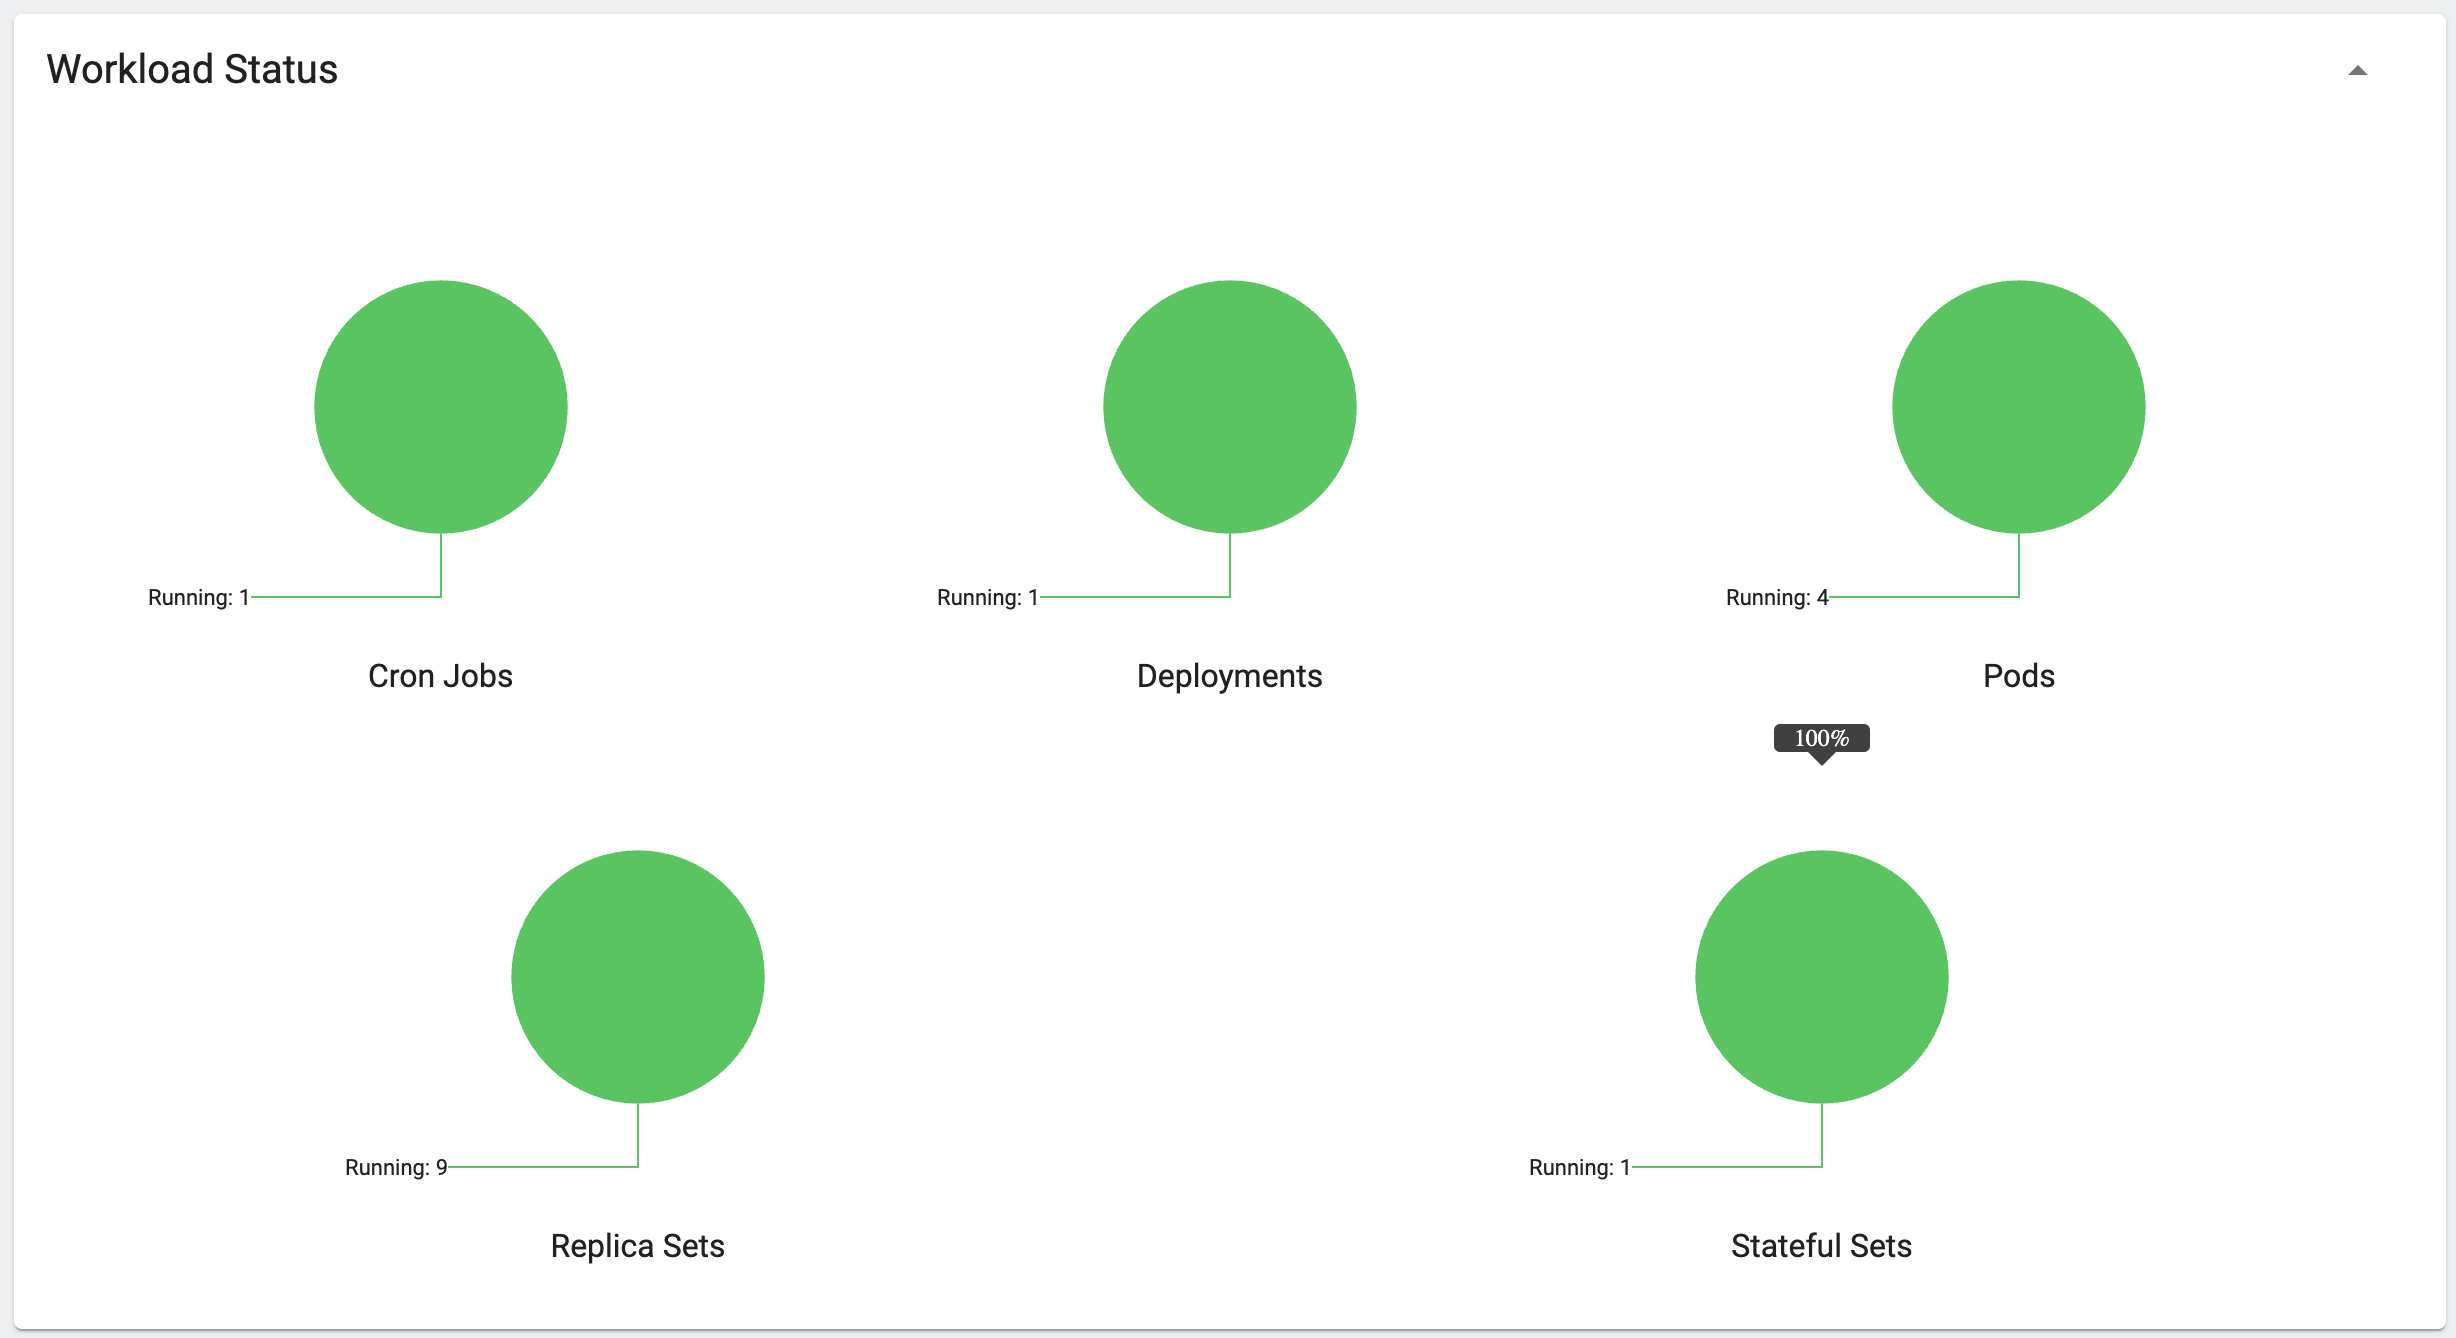 Workload Status
Running: 1
Running: 1
Running: 4
Cron Jobs
Deployments
Pods
100%
Running: 9
Running: 1
Replica Sets
Stateful Sets